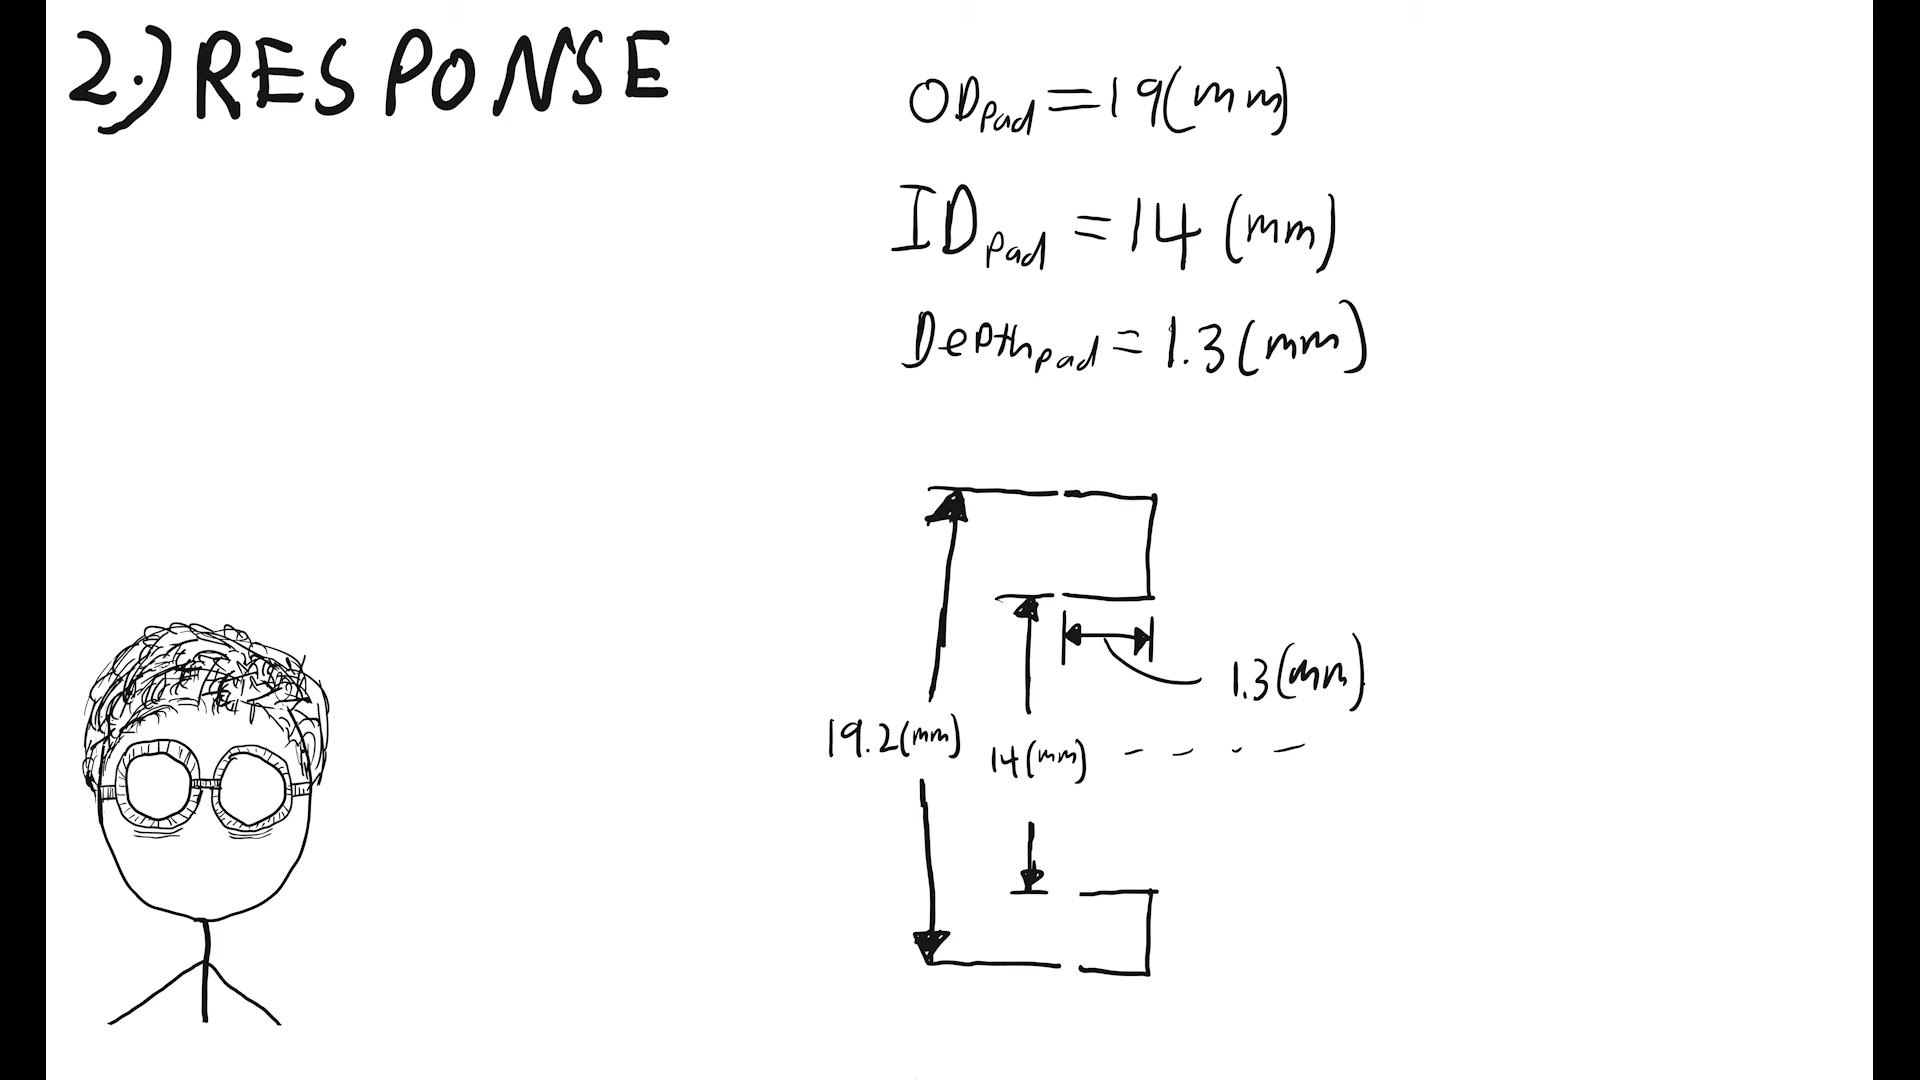 2.) RESPONSE
ODpad = 19(mm)
IDpad = 14 (mm)
Depthpad = 1.3(mm)
1.3(mm)
19.2(mm)
14(mm)